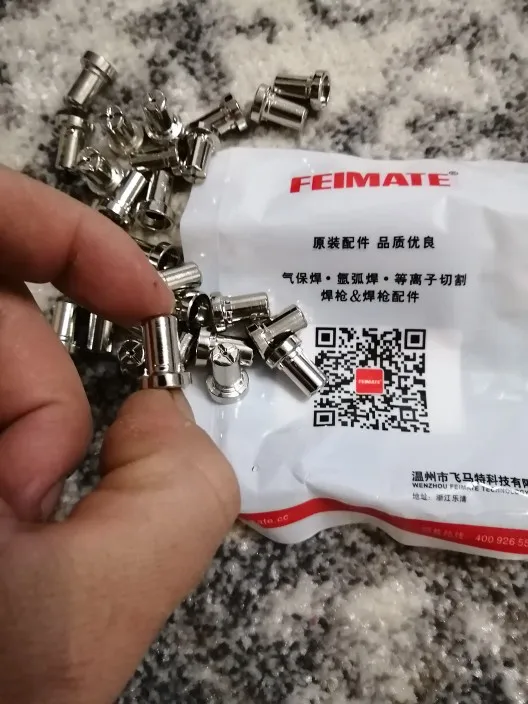 FEIMATE®
原装配件 品质优良
气保焊·氩弧焊·等离子切割
焊枪&焊枪配件
FEIMATE
温州市飞马特科技有
WENZHOU FEIMATE TECHNOLO
地址: 浙江乐清
400 926 55